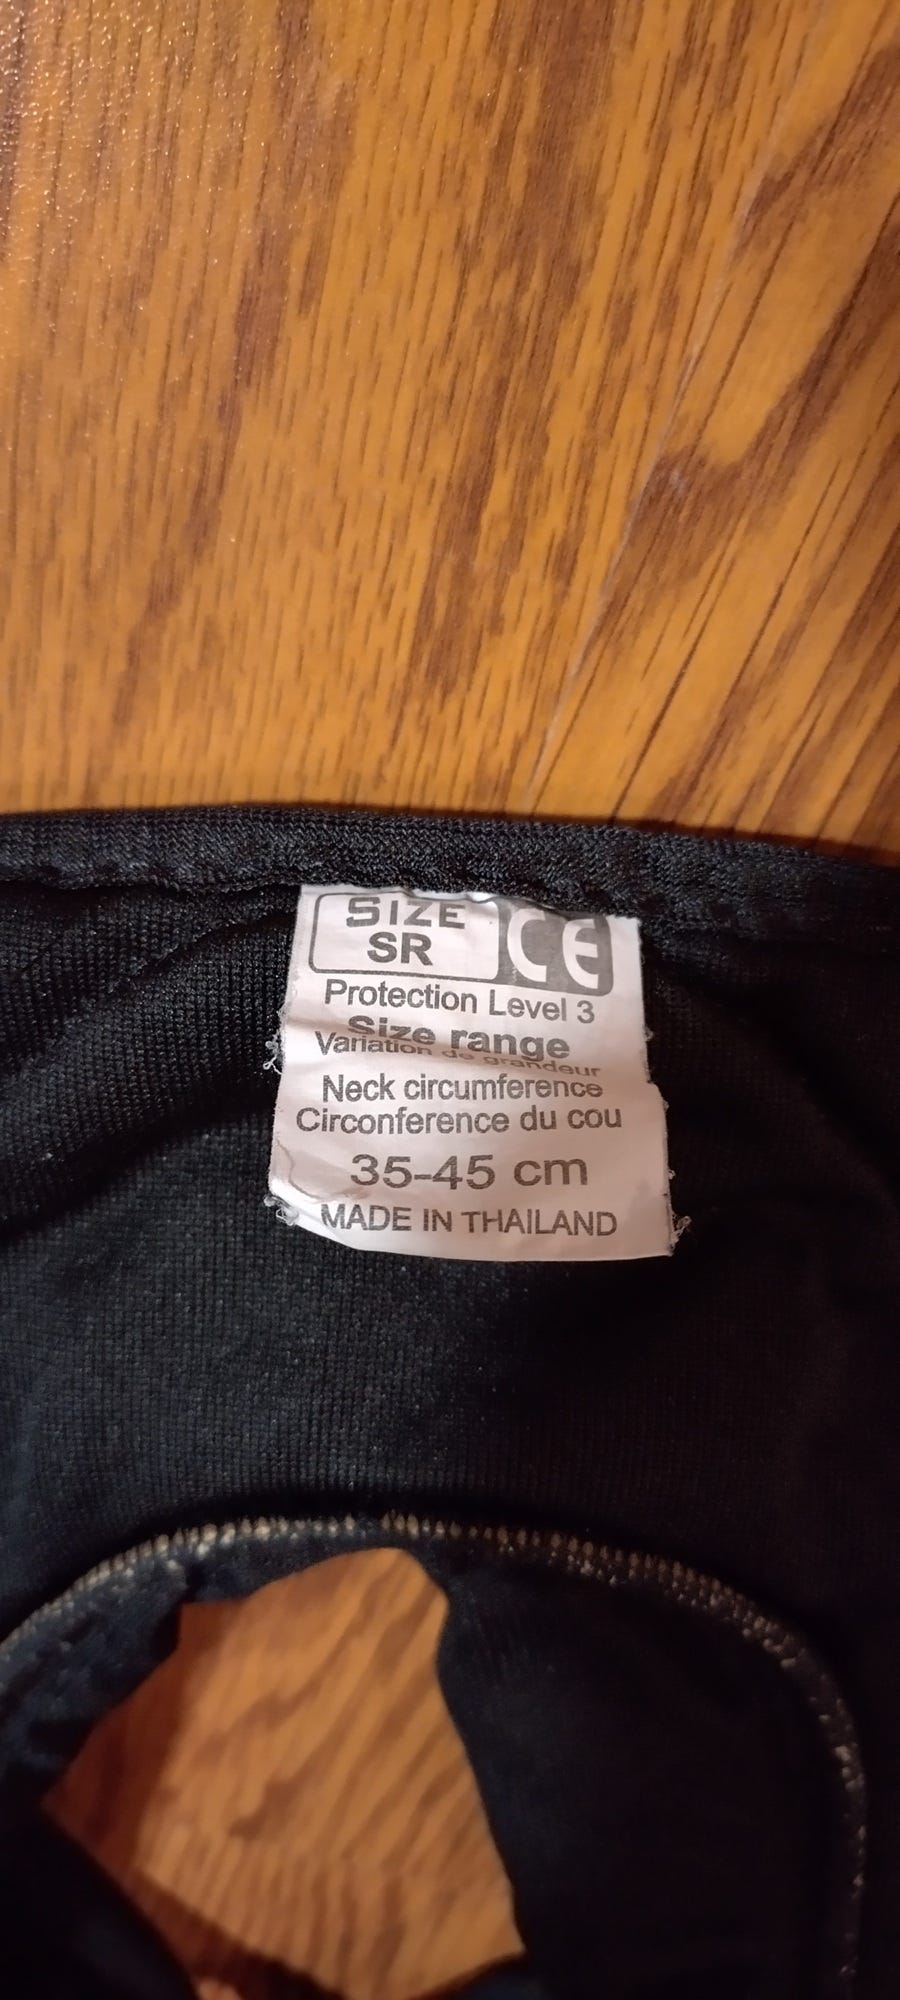 SIZE
SR
CE
Protection Level 3
Size range
Variation de grandeur
Neck circumference
Circonference du cou
35-45 cm
MADE IN THAILAND